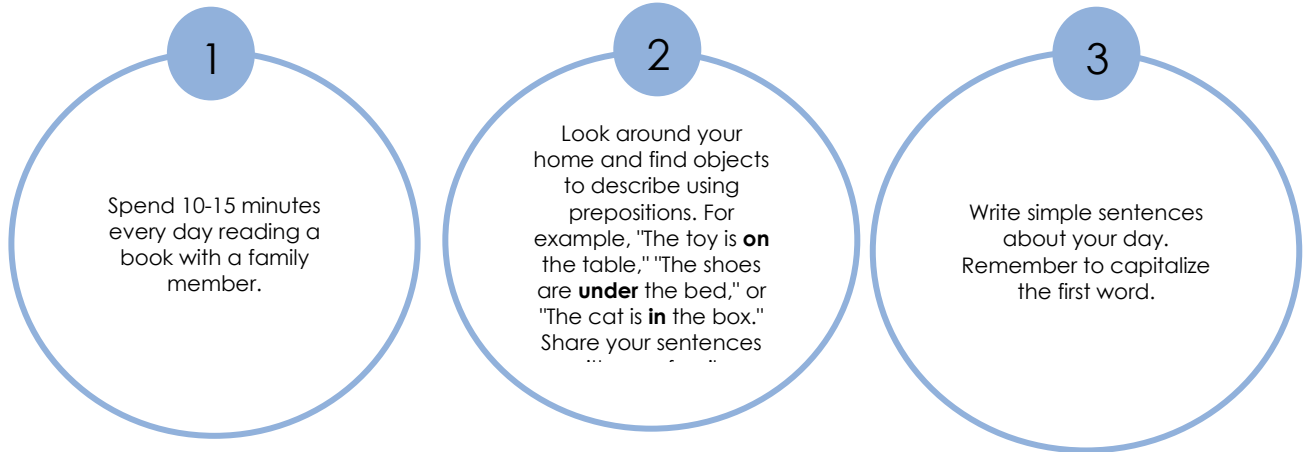 1
Spend 10-15 minutes
every day reading a
book with a family
member.
2
Look around your
home and find objects
to describe using
prepositions. For
example, "The toy is on
the table," "The shoes
are under the bed," or
"The cat is in the box."
Share your sentences
3
Write simple sentences
about your day.
Remember to capitalize
the first word.